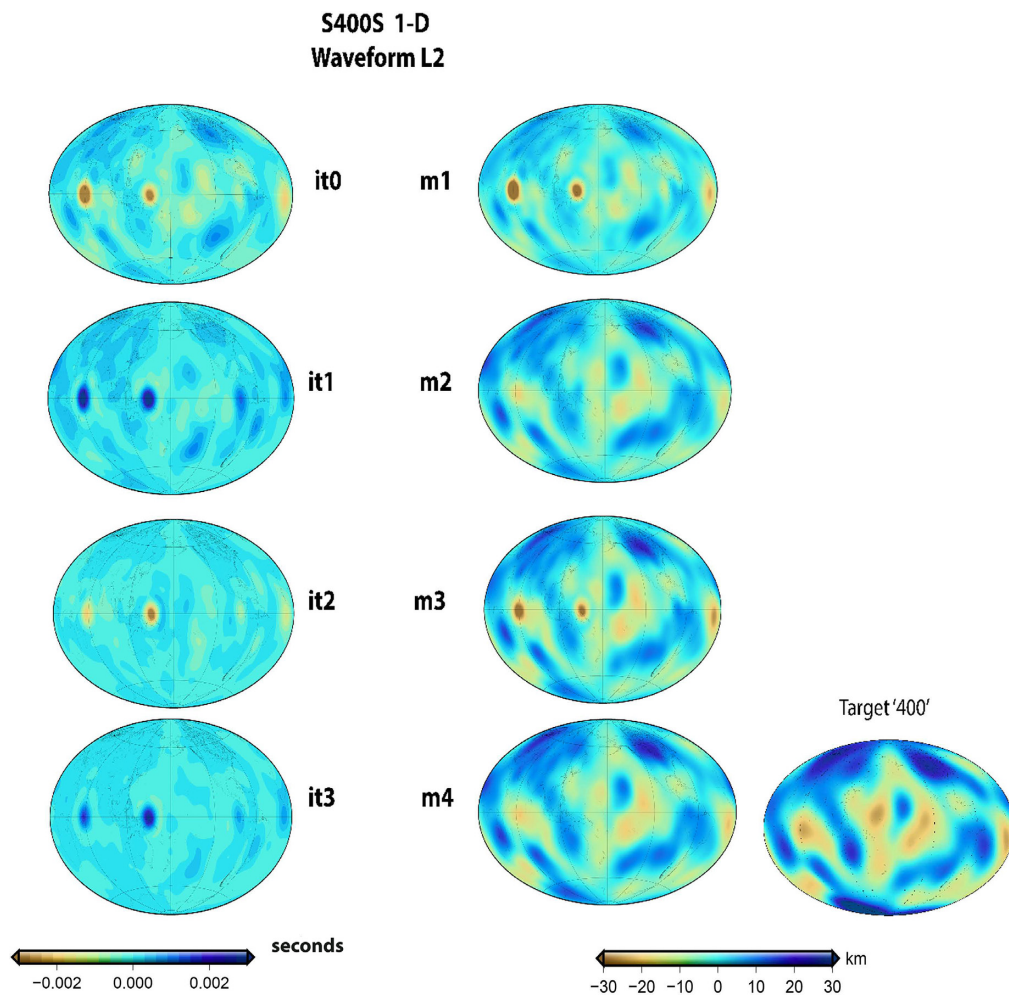 S400S 1-D
Waveform L2
it0
m1
it1
m2
it2
m3
Target '400'
it3
m4
seconds
−0.002 0.000 0.002
km
−30 −20 −10 0 10 20 30